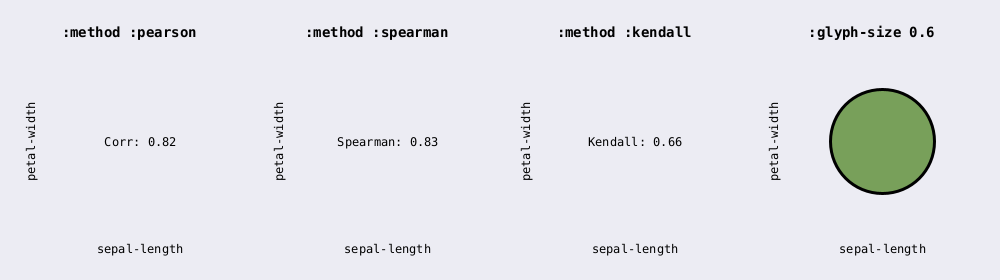 :method :pearson
:method :spearman
:method :kendall
:glyph-size 0.6
petal-width
Corr: 0.82
petal-width
Spearman: 0.83
petal-width
Kendall: 0.66
petal-width
sepal-length
sepal-length
sepal-length
sepal-length